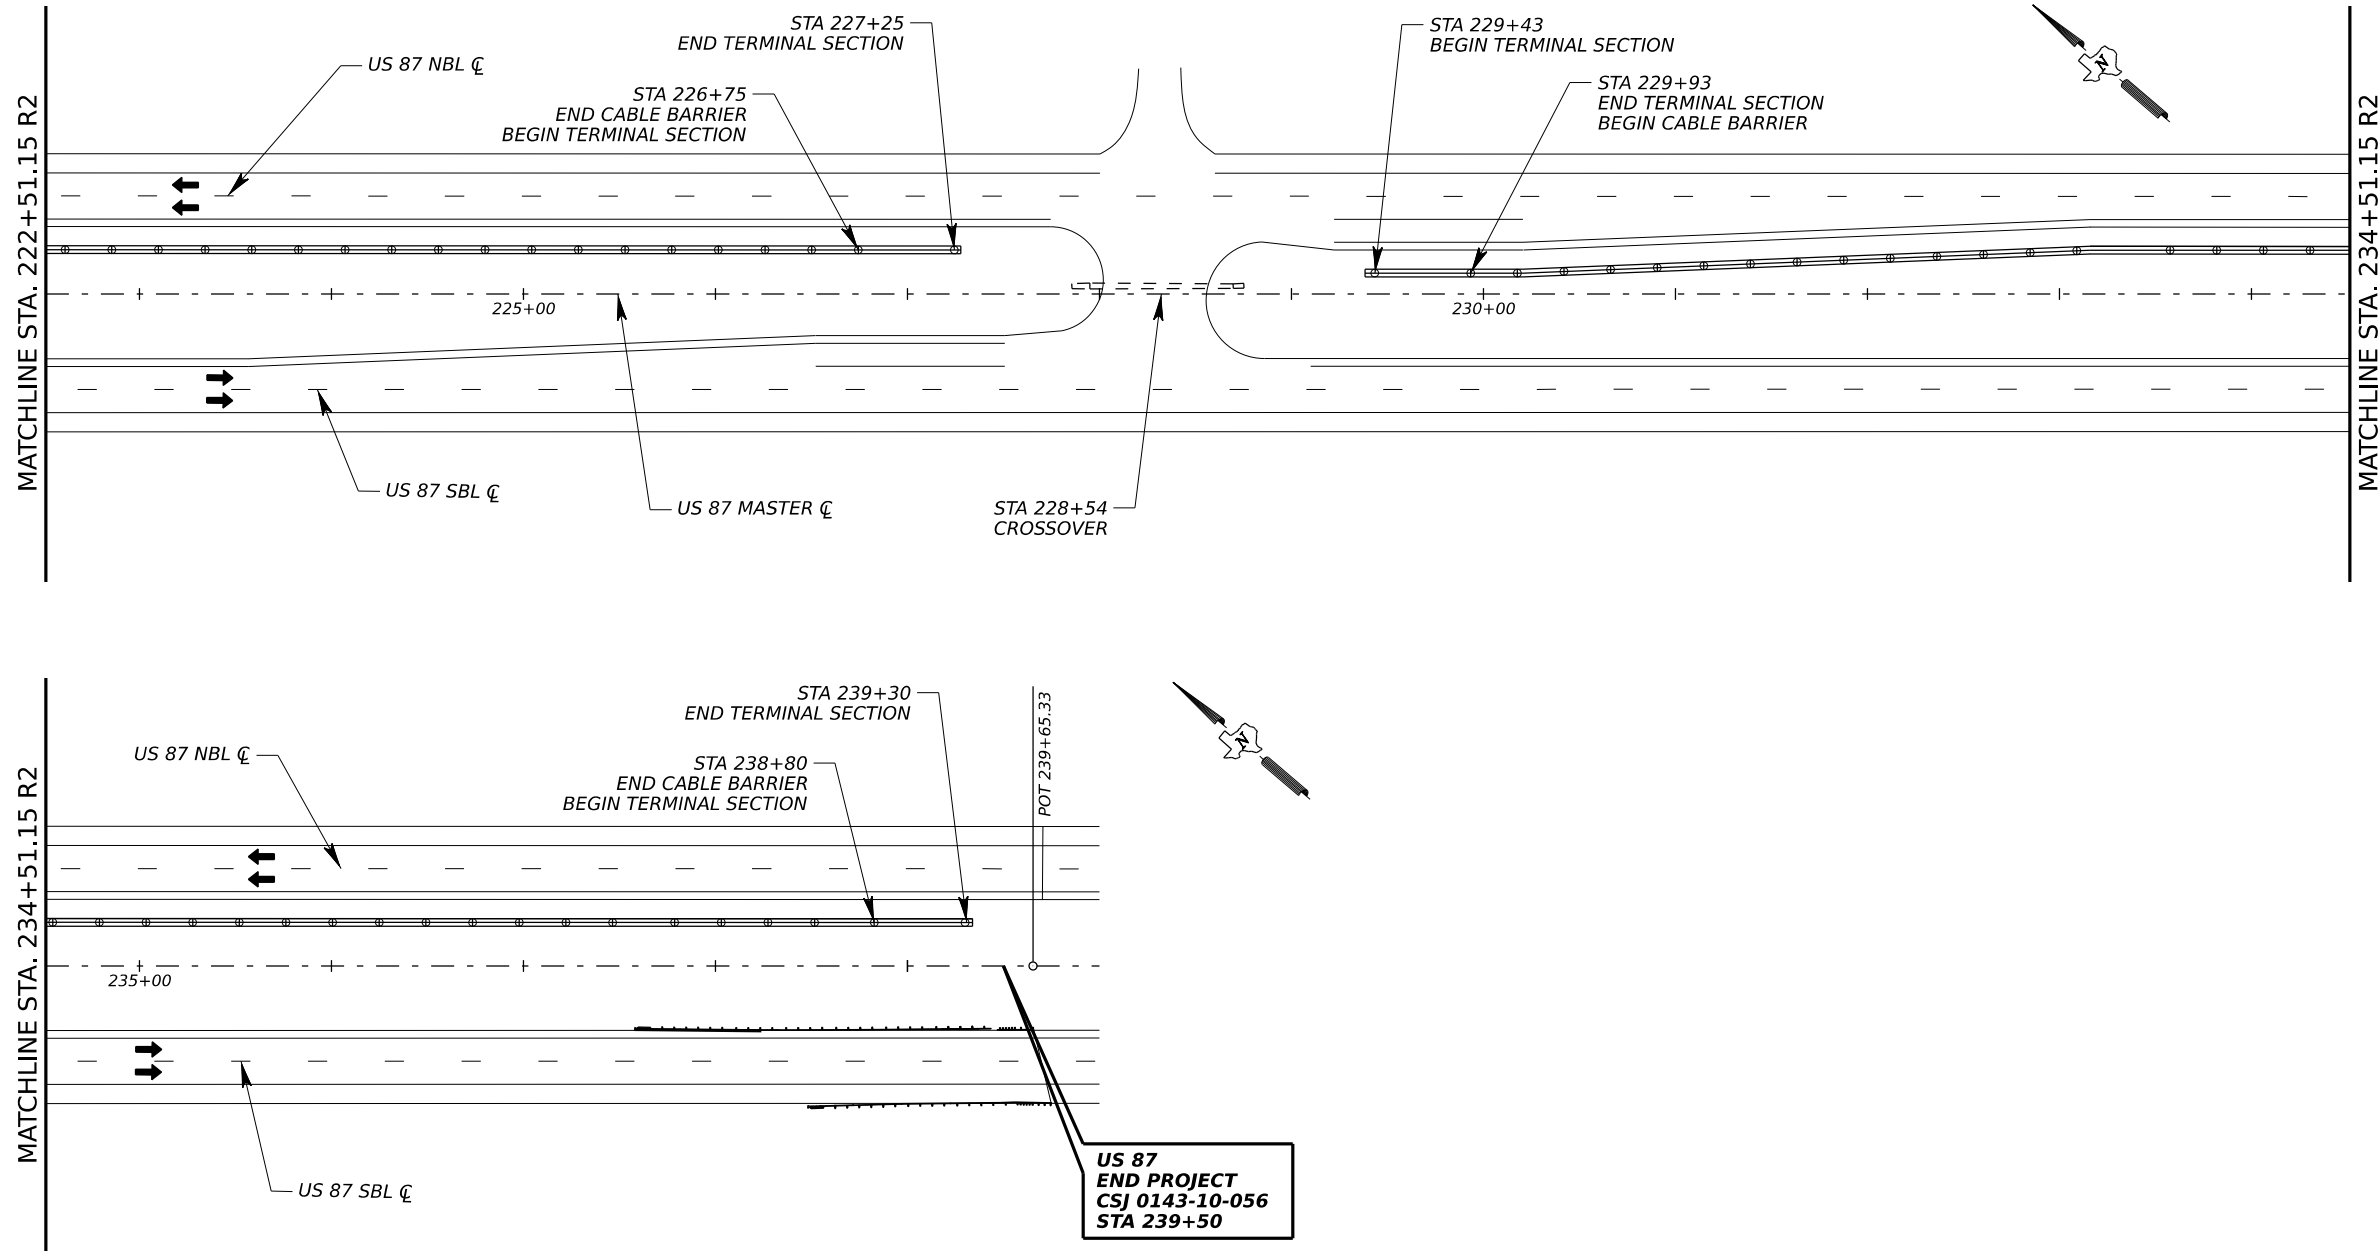 STA 227+25
END TERMINAL SECTION
STA 229+43
BEGIN TERMINAL SECTION
US 87 NBL ℄
STA 226+75
END CABLE BARRIER
BEGIN TERMINAL SECTION
STA 229+93
END TERMINAL SECTION
BEGIN CABLE BARRIER
N
MATCHLINE STA. 222+51.15 R2
MATCHLINE STA. 234+51.15 R2
225+00
230+00
US 87 SBL ℄
US 87 MASTER ℄
STA 228+54
CROSSOVER
STA 239+30
END TERMINAL SECTION
POT 239+65.33
US 87 NBL ℄
STA 238+80
END CABLE BARRIER
BEGIN TERMINAL SECTION
N
MATCHLINE STA. 234+51.15 R2
235+00
US 87 SBL ℄
US 87
END PROJECT
CSJ 0143-10-056
STA 239+50